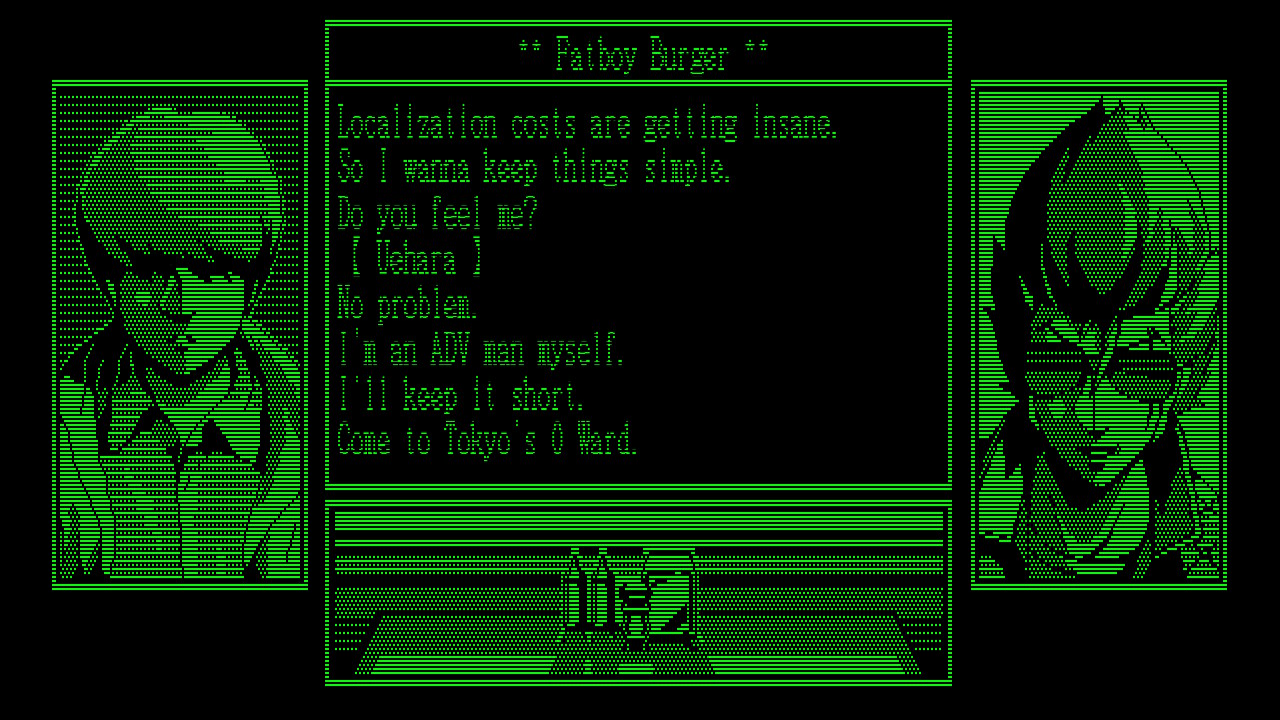 ** Fatboy Burger **
Localization costs are getting insane.
So I wanna keep things simple.
Do you feel me?
[ Uehara ]
No problem.
I'm an ADV man myself.
I'll keep it short.
Come to Tokyo's O Ward.